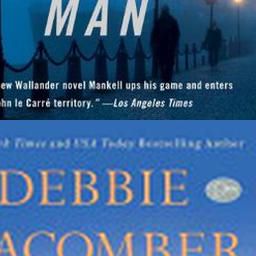 MAN
ew Wallander novel Mankell ups his game and enters
hn le Carré territory." —Los Angeles Times
rk Times and USA Today Bestselling Author
DEBBIE
ACOMBER